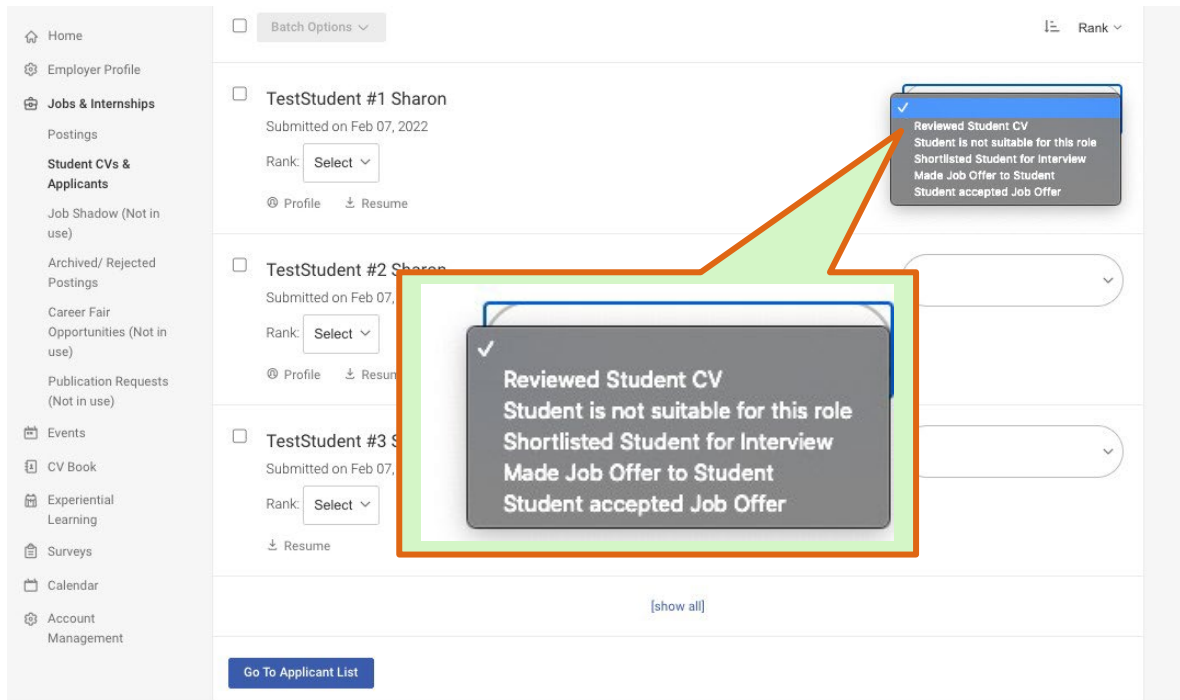 Home
Employer Profile
Jobs & Internships
Postings
Student CVs &
Applicants
Job Shadow (Not in
use)
Archived/ Rejected
Postings
Career Fair
Opportunities (Not in
use)
Publication Requests
(Not in use)
Events
CV Book
Experiential
Learning
Surveys
Calendar
Account
Management
Batch Options
Rank
TestStudent #1 Sharon
Submitted on Feb 07, 2022
Rank: Select
Profile Resume
Reviewed Student CV
Student is not suitable for this role
Shortlisted Student for Interview
Made Job Offer to Student
Student accepted Job Offer
TestStudent #2 Sharon
Submitted on Feb 07,
Rank: Select
Profile Resum
TestStudent #3 S
Submitted on Feb 07,
Rank: Select
Resume
Reviewed Student CV
Student is not suitable for this role
Shortlisted Student for Interview
Made Job Offer to Student
Student accepted Job Offer
[show all]
Go To Applicant List